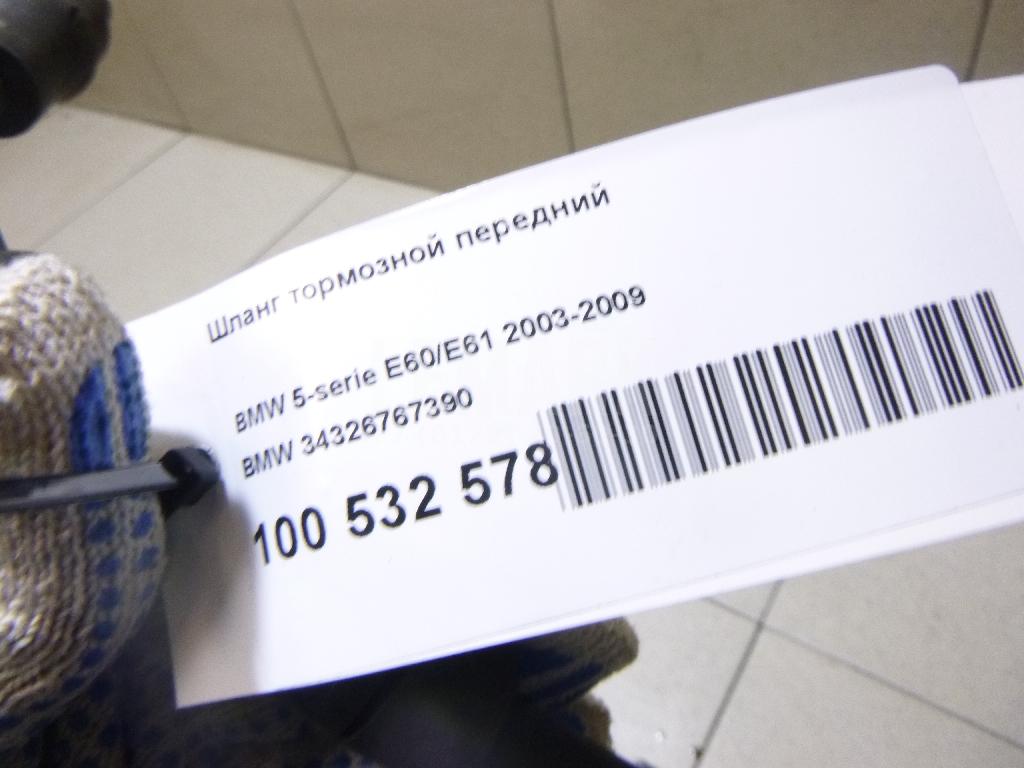 Шланг тормозной передний
BMW 5-serie E60/E61 2003-2009
BMW 34326767390
100 532 578